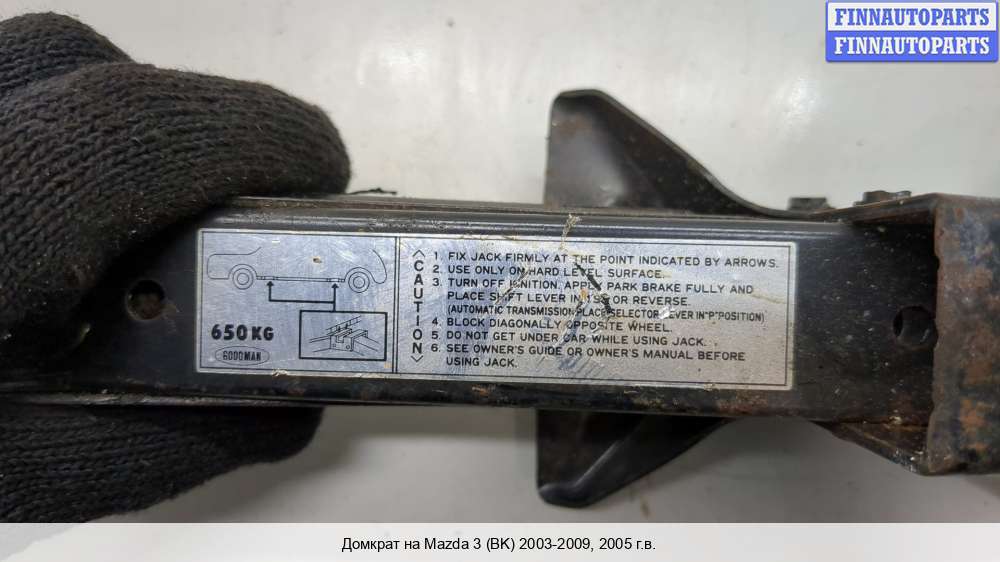 FINNAUTOPARTS
FINNAUTOPARTS
650KG
GOODMAN
CAUTION
1. FIX JACK FIRMLY AT THE POINT INDICATED BY ARROWS.
2. USE ONLY ON HARD LEVEL SURFACE.
3. TURN OFF IGNITION, APPLY PARK BRAKE FULLY AND
PLACE SHIFT LEVER IN 1ST OR REVERSE.
(AUTOMATIC TRANSMISSION PLACE SELECTOR LEVER IN "P" POSITION)
4. BLOCK DIAGONALLY OPPOSITE WHEEL.
5. DO NOT GET UNDER CAR WHILE USING JACK.
6. SEE OWNER'S GUIDE OR OWNER'S MANUAL BEFORE
USING JACK.
Домкрат на Mazda 3 (BK) 2003-2009, 2005 г.в.